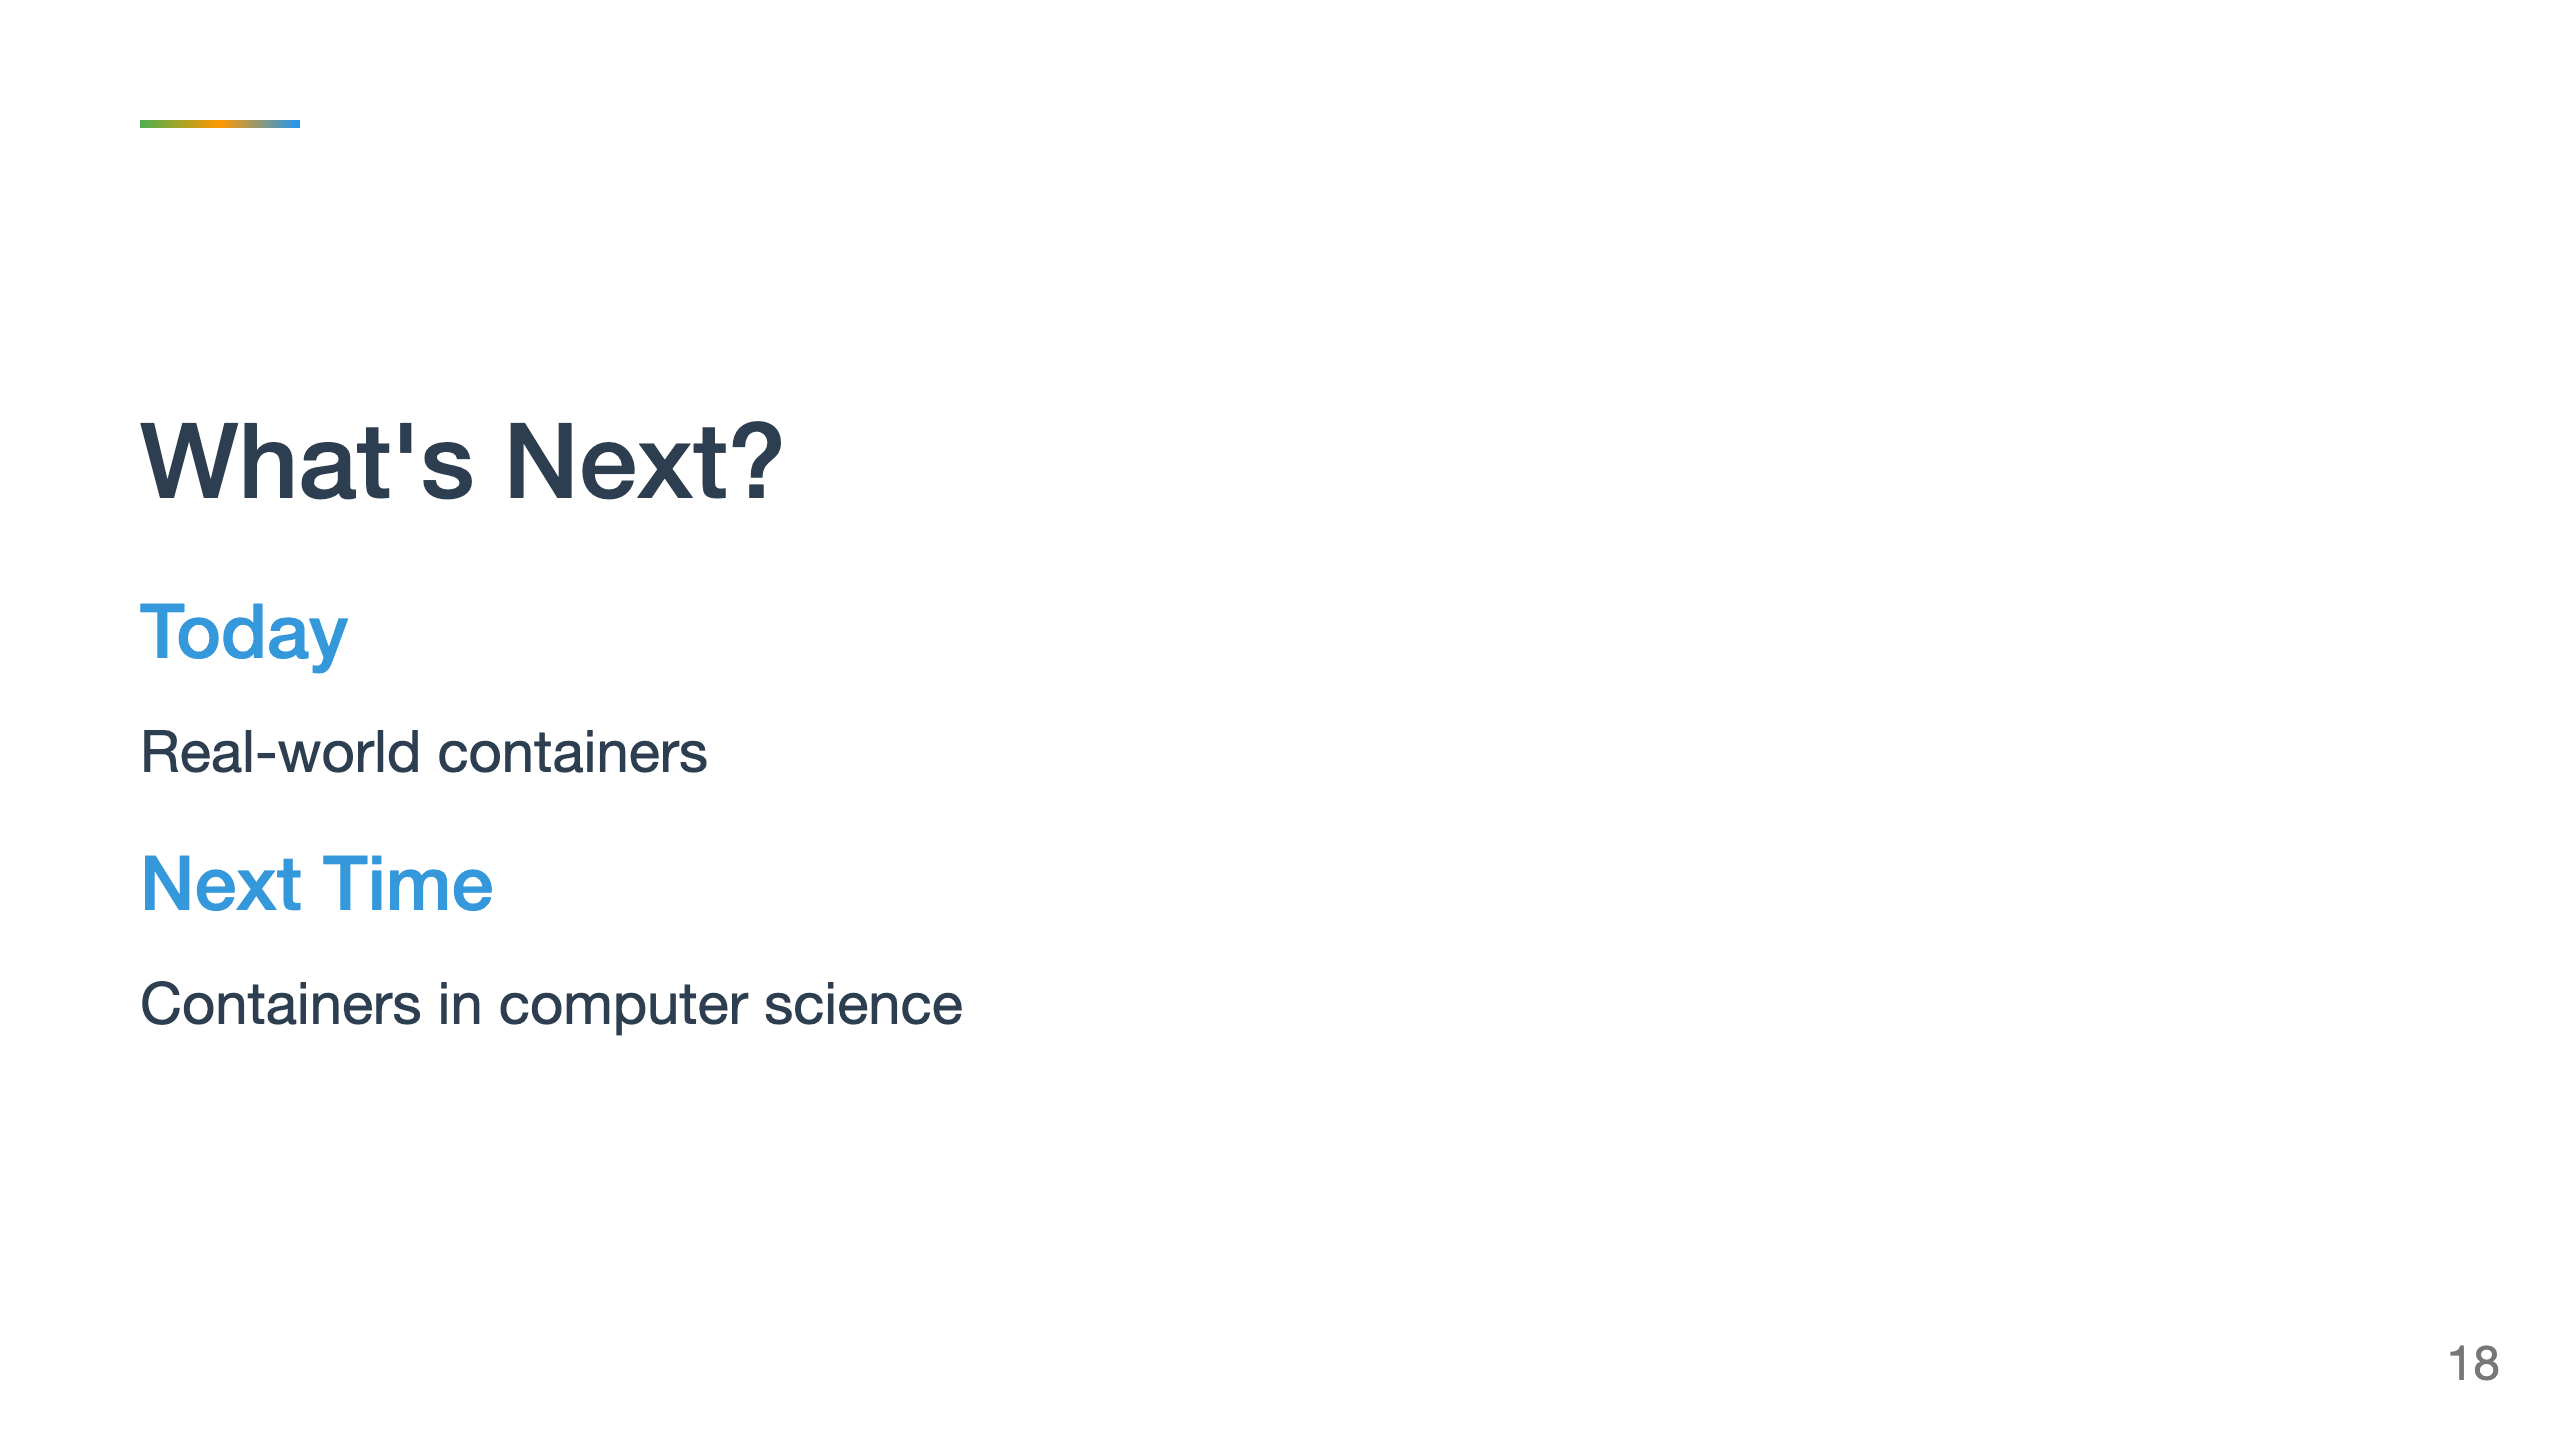 What's Next?
Today
Real-world containers
Next Time
Containers in computer science
18